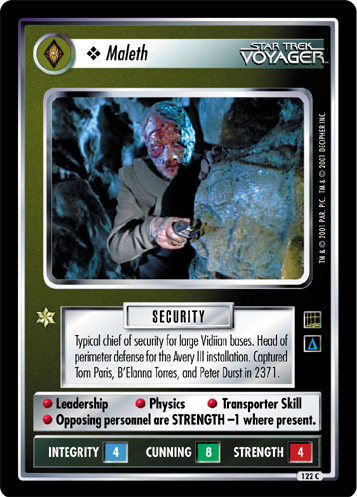 ❖ Maleth
STAR TREK
VOYAGER™
TM & © 2001 PAR. PIC. TM & © 2001 DISCIPHER INC.
SECURITY
Typical chief of security for large Vidiian bases. Head of
perimeter defense for the Avery III installation. Captured
Tom Paris, B'Elanna Torres, and Peter Durst in 2371.
Δ
● Leadership ● Physics ● Transporter Skill
● Opposing personnel are STRENGTH –1 where present.
INTEGRITY 4 CUNNING 8 STRENGTH 4
122 C